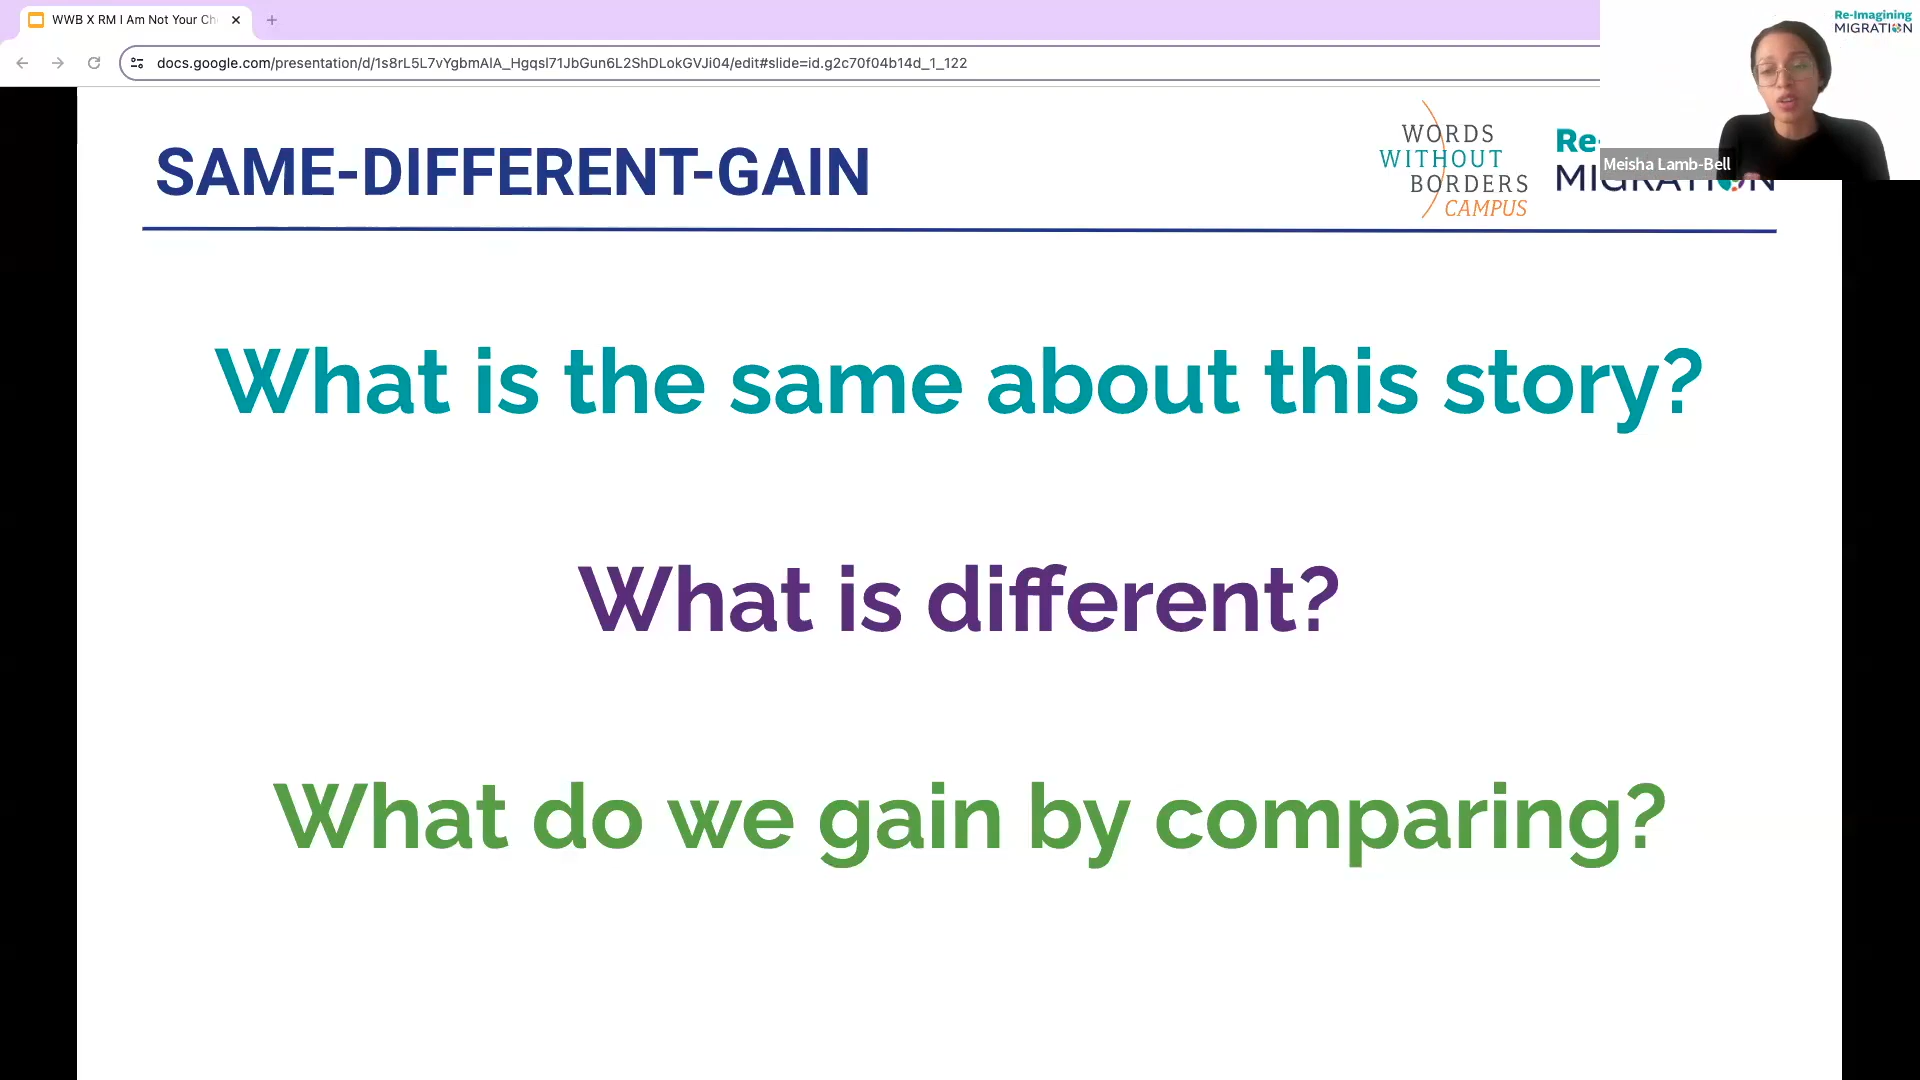 WWB X RM I Am Not Your Ch
docs.google.com/presentation/d/1s8rL5L7vYgbmAIA_HgqsI71JbGun6L2ShDLokGVJi04/edit#slide=id.g2c70f04b14d_1_122
Re-Imagining
MIGRATION
SAME-DIFFERENT-GAIN
WORDS
WITHOUT
BORDERS
CAMPUS
Re-
MIGRATION
Meisha Lamb-Bell
What is the same about this story?
What is different?
What do we gain by comparing?